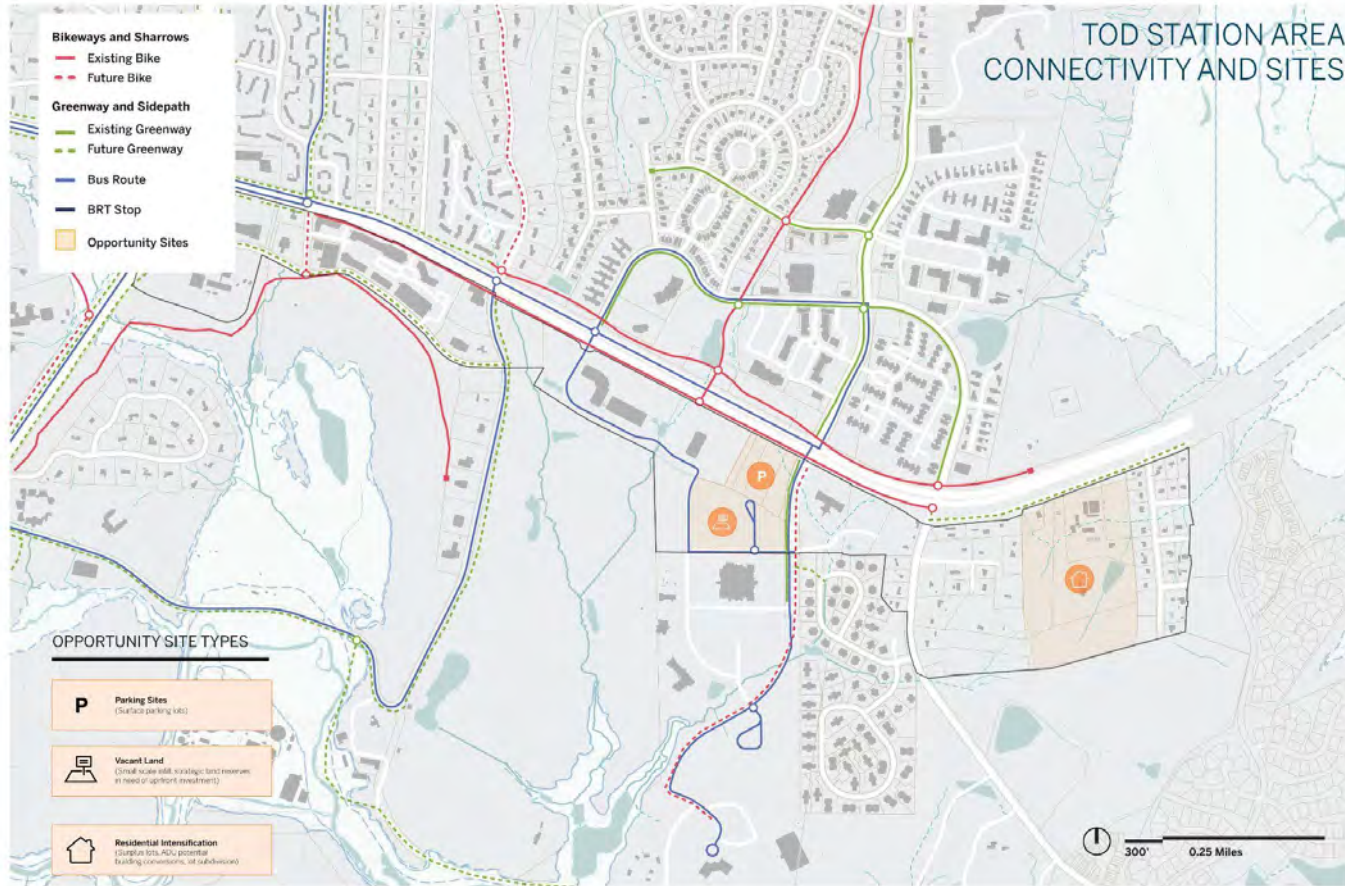 TOD STATION AREA
CONNECTIVITY AND SITES
Bikeways and Sharrows
Existing Bike
Future Bike
Greenway and Sidepath
Existing Greenway
Future Greenway
Bus Route
BRT Stop
Opportunity Sites
P
OPPORTUNITY SITE TYPES
P
Parking Sites
(Surface parking lots)
Vacant Land
(Small scale infill, strategic land reserves
in need of upfront investment)
Residential Intensification
(Surplus lots, ADU potential
building conversions, lot subdivision)
300'
0.25 Miles